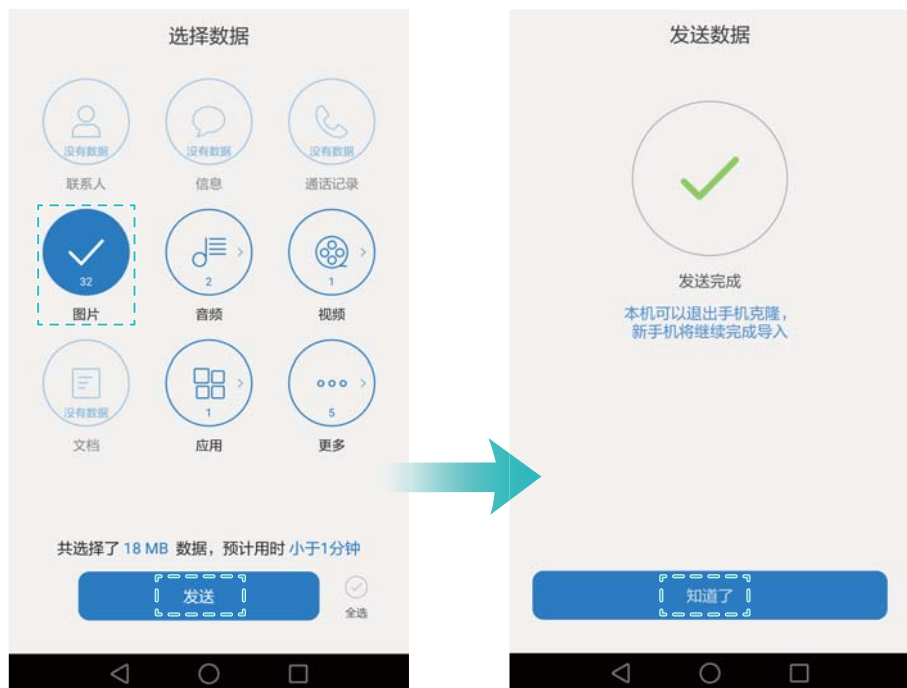 选择数据
没有数据
没有数据
没有数据
联系人
信息
通话记录
32
2
1
图片
音频
视频
没有数据
1
5
文档
应用
更多
共选择了 18 MB 数据，预计用时 小于1分钟
发送
全选
发送数据
发送完成
本机可以退出手机克隆，
新手机将继续完成导入
知道了